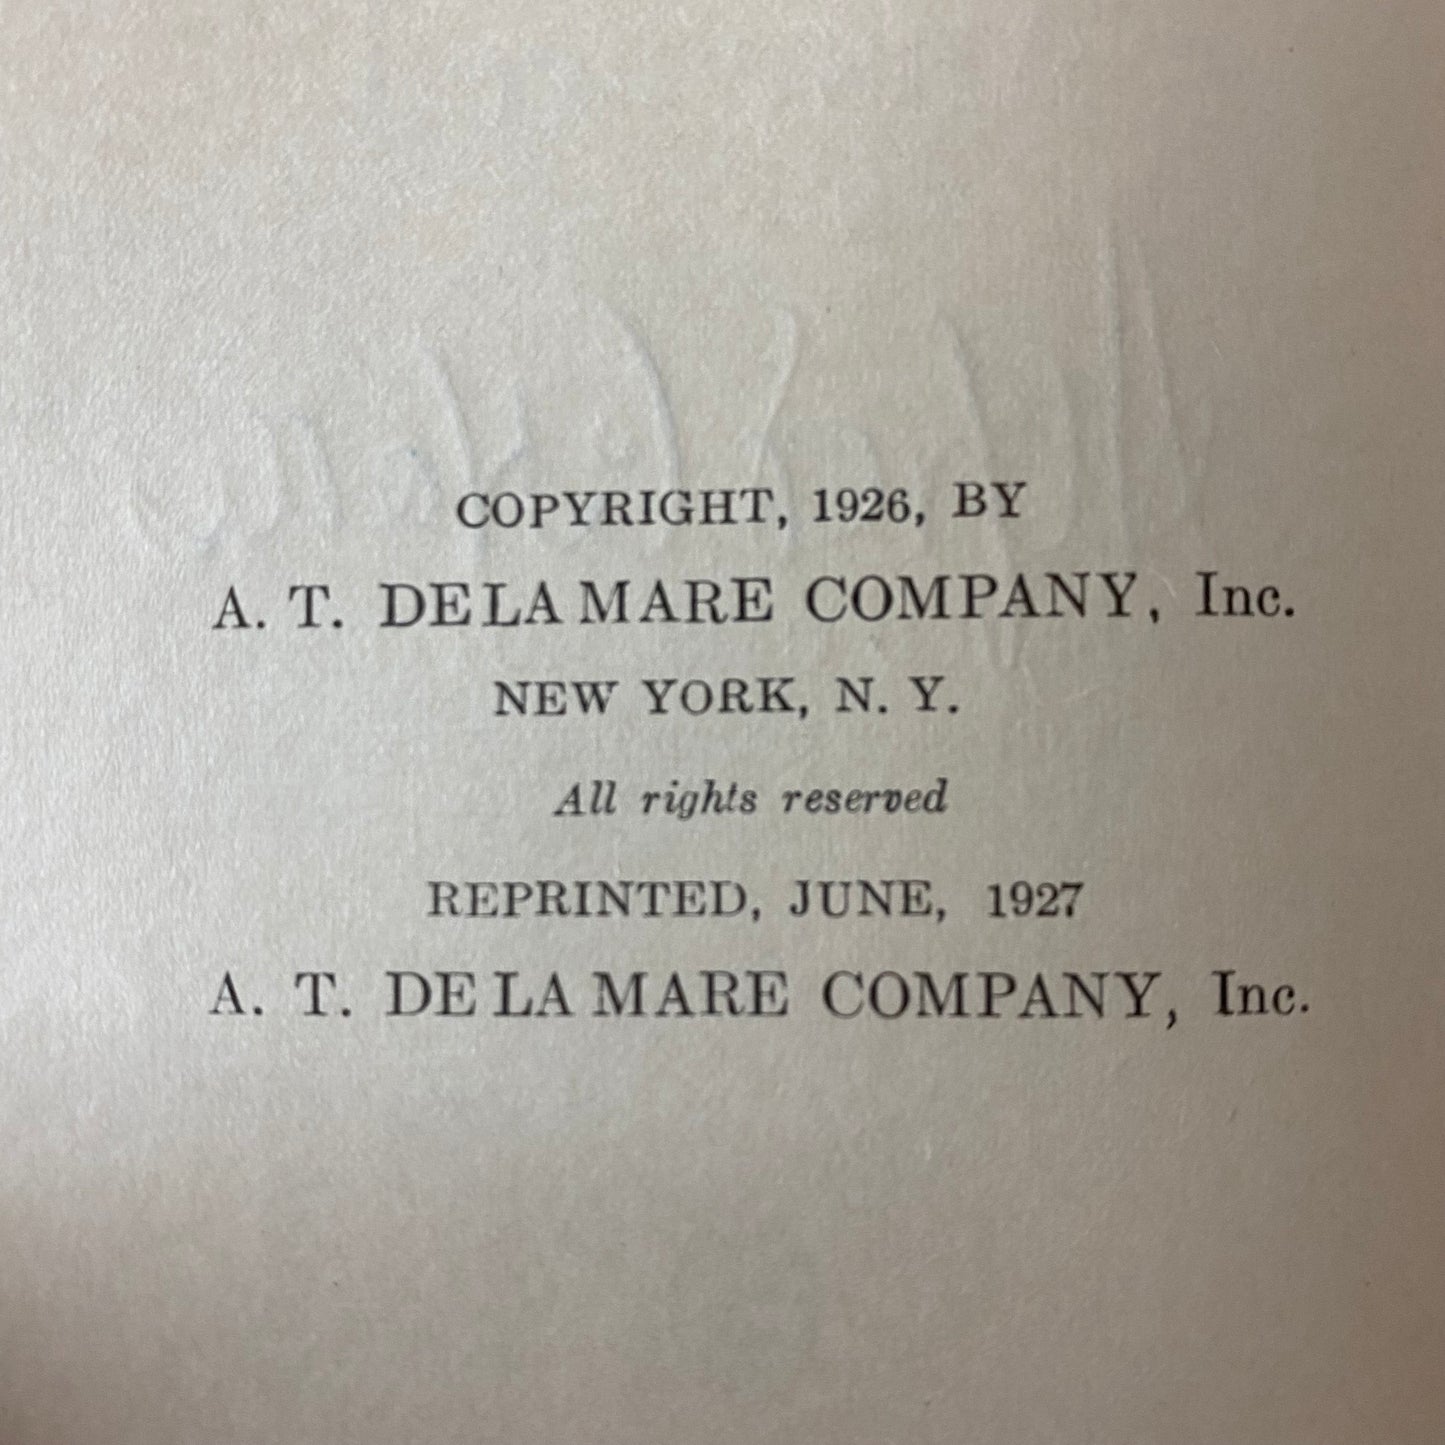 COPYRIGHT, 1926, BY
A. T. DE LA MARE COMPANY, Inc.
NEW YORK, N. Y.
All rights reserved
REPRINTED, JUNE, 1927
A. T. DE LA MARE COMPANY, Inc.